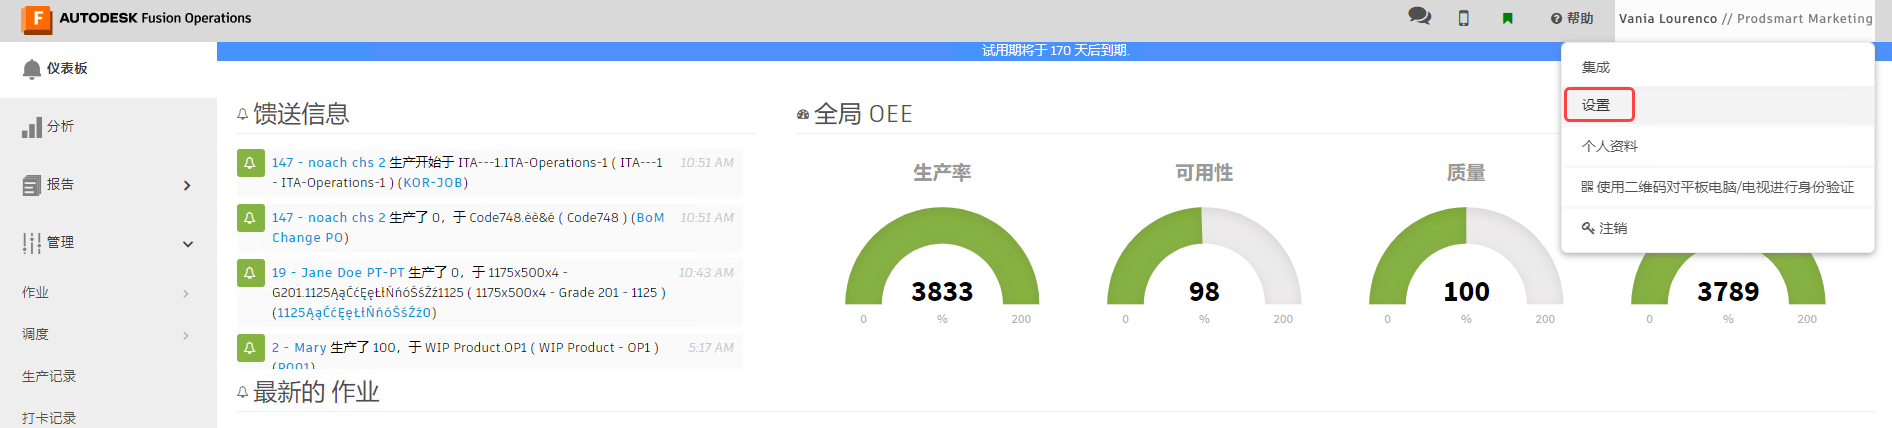 AUTODESK Fusion Operations
帮助
Vania Lourenco // Prodsmart Marketing
试用期将于 170 天后到期.
仪表板
分析
报告
管理
作业
调度
生产记录
打卡记录
馈送信息
147 - noach chs 2 生产开始于 ITA---1.ITA-Operations-1 ( ITA---1
- ITA-Operations-1 ) (KOR-JOB)
10:51 AM
147 - noach chs 2 生产了 0，于 Code748.èè&é ( Code748 ) (BoM
Change PO)
10:51 AM
19 - Jane Doe PT-PT 生产了 0，于 1175x500x4 -
G201.1125ĄąĆćĘęŁłŃńóŚśŹź1125 ( 1175x500x4 - Grade 201 - 1125 )
(1125ĄąĆćĘęŁłŃńóŚśŹź0)
10:43 AM
2 - Mary 生产了 100，于 WIP Product.OP1 ( WIP Product - OP1 )
(P001)
5:17 AM
最新的 作业
全局 OEE
生产率
3833
0 % 200
可用性
98
0 % 200
质量
100
0 % 200
3789
0 % 200
集成
设置
个人资料
使用二维码对平板电脑/电视进行身份验证
注销